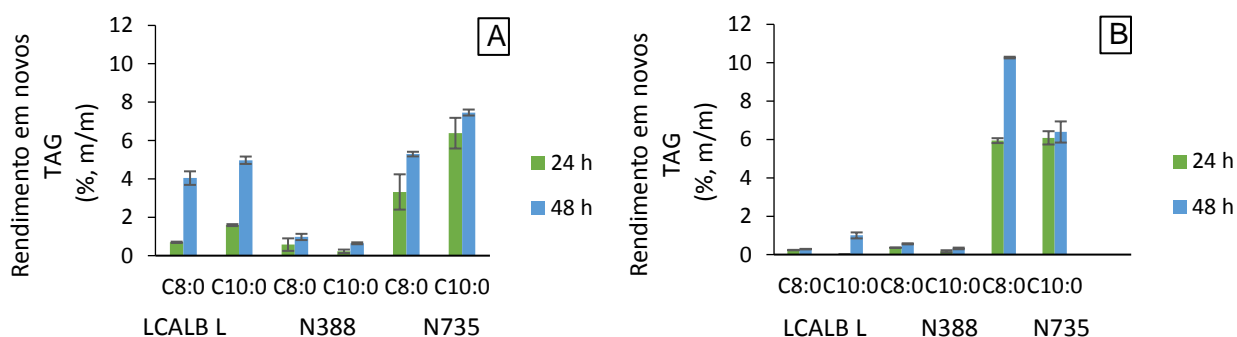 A
Rendimento em novos
TAG
(%, m/m)
12
10
8
6
4
2
0
C8:0 C10:0 C8:0 C10:0 C8:0 C10:0
LCALB L N388 N735
24 h
48 h
B
Rendimento em novos
TAG
(%, m/m)
12
10
8
6
4
2
0
C8:0 C10:0 C8:0 C10:0 C8:0 C10:0
LCALB L N388 N735
24 h
48 h